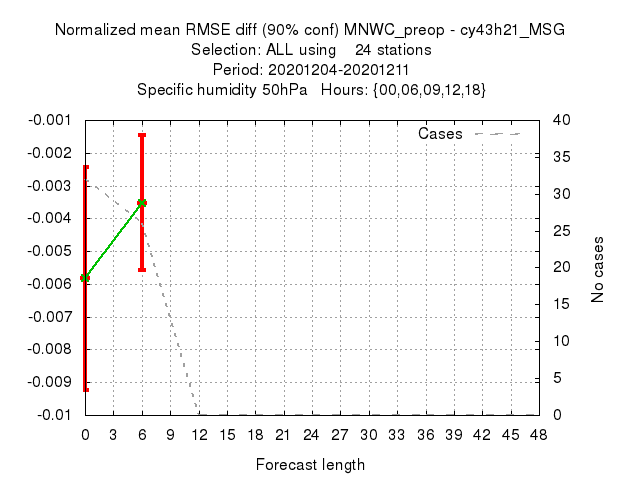 Normalized mean RMSE diff (90% conf) MNWC_preop - cy43h21_MSG
Selection: ALL using 24 stations
Period: 20201204-20201211
Specific humidity 50hPa Hours: {00,06,09,12,18}
Cases
-0.001
-0.002
-0.003
-0.004
-0.005
-0.006
-0.007
-0.008
-0.009
-0.01
40
35
30
25
20
15
10
5
0
No cases
0 3 6 9 12 15 18 21 24 27 30 33 36 39 42 45 48
Forecast length